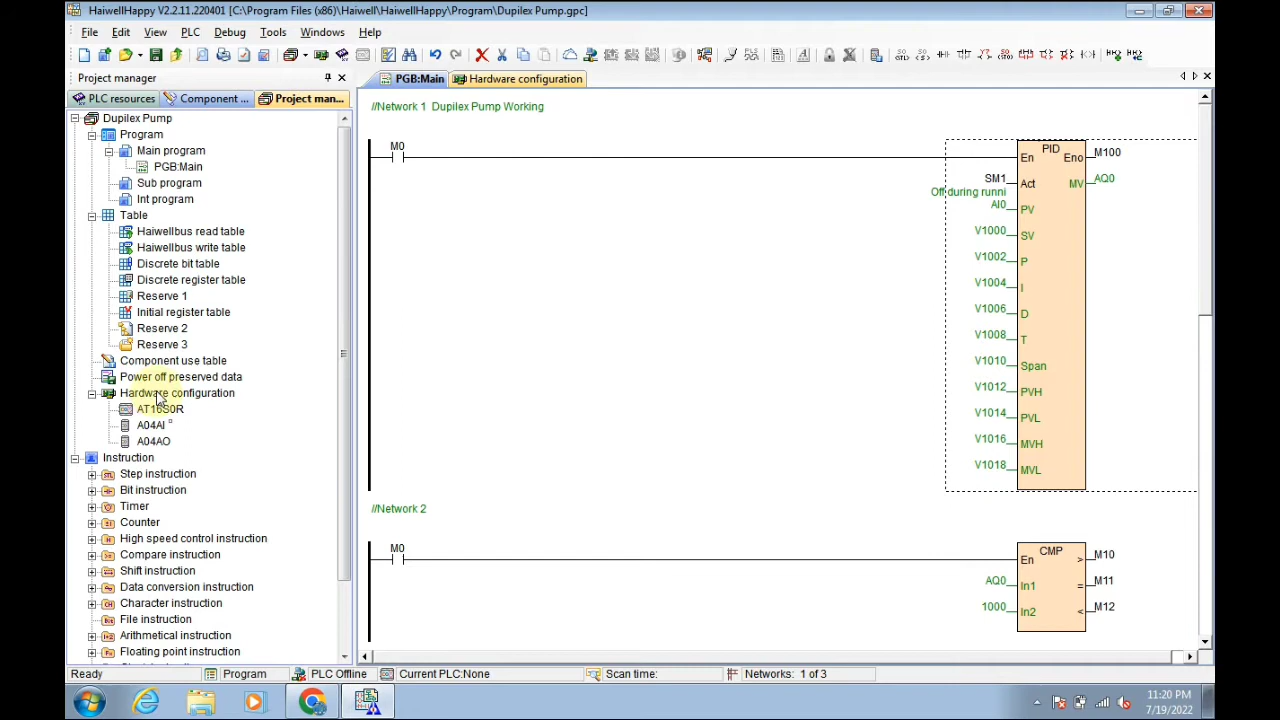 HaiwellHappy V2.2.11.220401 [C:\Program Files (x86)\Haiwell\HaiwellHappy\Program\Dupilex Pump.gpc]
File Edit View PLC Debug Tools Windows Help
Project manager
PLC resources Component ... Project man...
PGB:Main Hardware configuration
Dupilex Pump
Program
Main program
PGB:Main
Sub program
Int program
Table
Haiwellbus read table
Haiwellbus write table
Discrete bit table
Discrete register table
Reserve 1
Initial register table
Reserve 2
Reserve 3
Component use table
Power off preserved data
Hardware configuration
AT16S0R
A04AI
A04AO
Instruction
Step instruction
Bit instruction
Timer
Counter
High speed control instruction
Compare instruction
Shift instruction
Data conversion instruction
Character instruction
File instruction
Arithmetical instruction
Floating point instruction
//Network 1 Dupilex Pump Working
M0
PID
En Eno M100
SM1 Act MV AQ0
Off during runni
AI0 PV
V1000 SV
V1002 P
V1004 I
V1006 D
V1008 T
V1010 Span
V1012 PVH
V1014 PVL
V1016 MVH
V1018 MVL
//Network 2
M0
CMP
En > M10
AQ0 In1 = M11
1000 In2 < M12
Ready Program PLC Offline Current PLC:None Scan time: Networks: 1 of 3
11:20 PM
7/19/2022